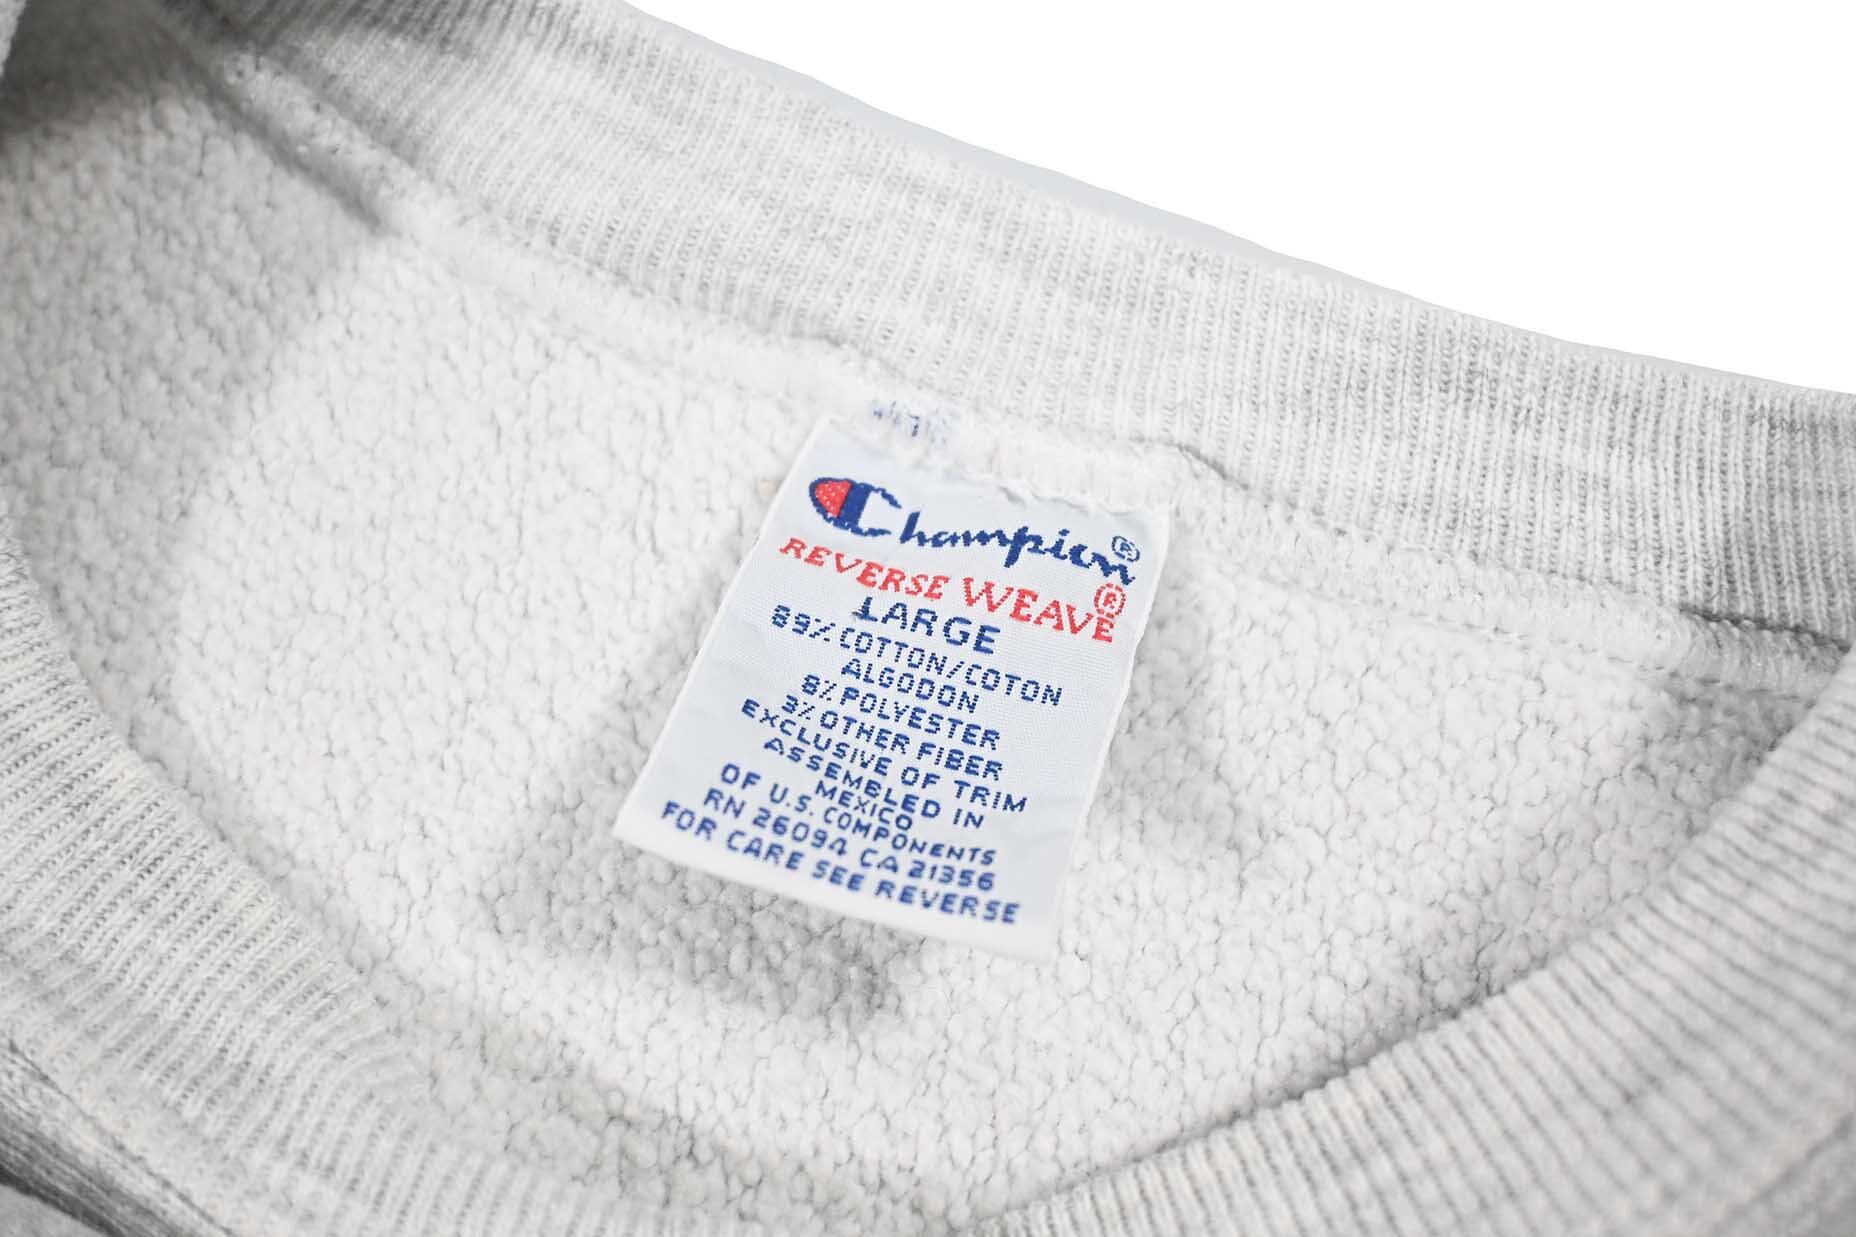 Champion®
REVERSE WEAVE®
LARGE
89% COTTON/COTON
ALGODON
8% POLYESTER
3% OTHER FIBER
EXCLUSIVE OF TRIM
ASSEMBLED IN
MEXICO
OF U.S. COMPONENTS
RN 26094 CA 21356
FOR CARE SEE REVERSE